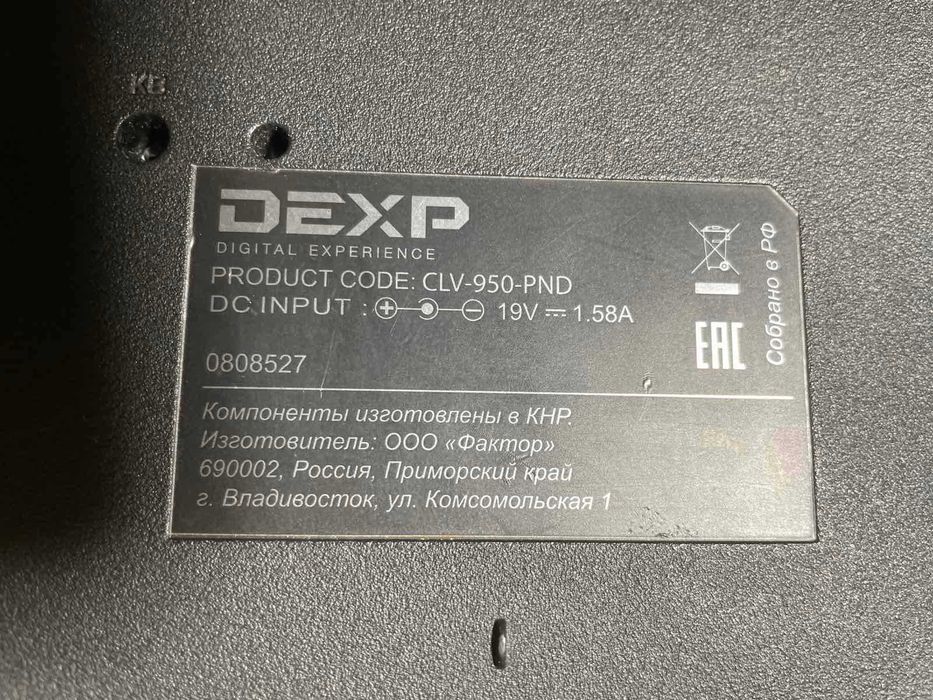 KB
DEXP
DIGITAL EXPERIENCE
PRODUCT CODE: CLV-950-PND
DC INPUT : 19V 1.58A
0808527
EAC
Собрано в РФ
Компоненты изготовлены в КНР.
Изготовитель: ООО «Фактор»
690002, Россия, Приморский край
г. Владивосток, ул. Комсомольская 1